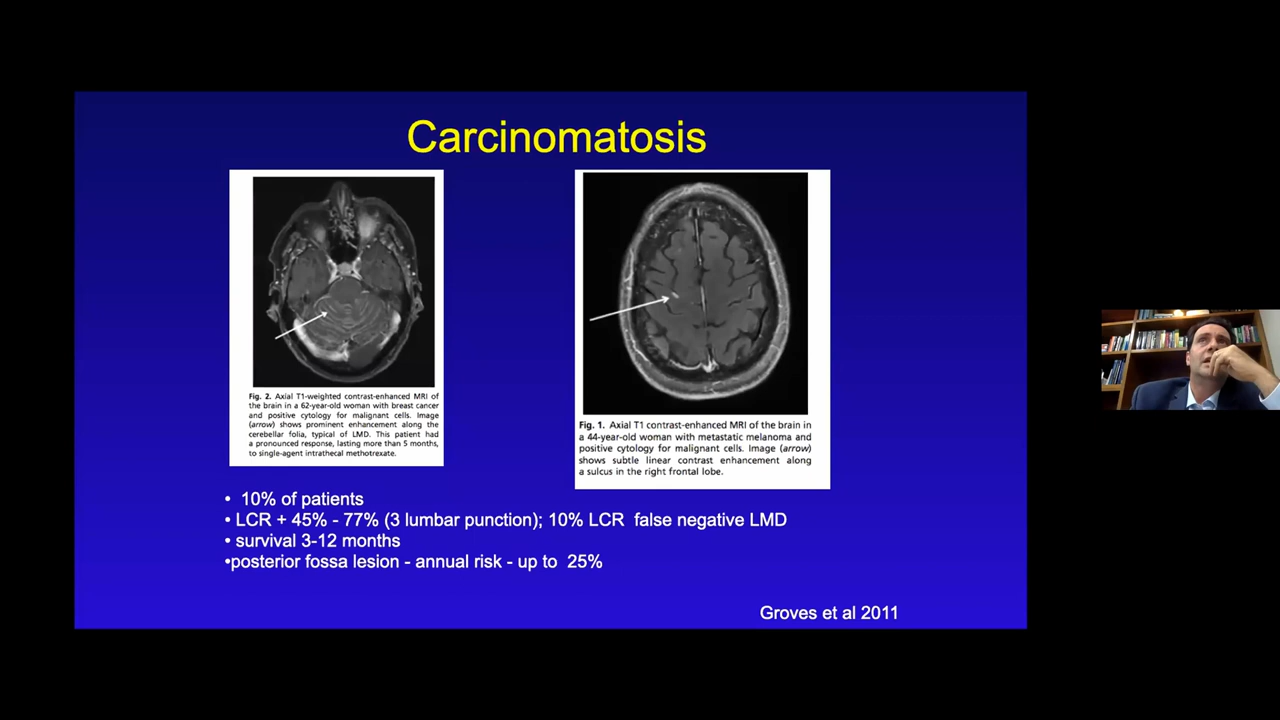 Carcinomatosis
Fig. 2. Axial T1-weighted contrast-enhanced MRI of
the brain in a 62-year-old woman with breast cancer
and positive cytology for malignant cells. Image
(arrow) shows prominent enhancement along the
cerebellar folia, typical of LMD. This patient had
a pronounced response, lasting more than 5 months,
to single-agent intrathecal methotrexate.
Fig. 1. Axial T1 contrast-enhanced MRI of the brain in
a 44-year-old woman with metastatic melanoma and
positive cytology for malignant cells. Image (arrow)
shows subtle linear contrast enhancement along
a sulcus in the right frontal lobe.
• 10% of patients
• LCR + 45% - 77% (3 lumbar punction); 10% LCR false negative LMD
• survival 3-12 months
•posterior fossa lesion - annual risk - up to 25%
Groves et al 2011